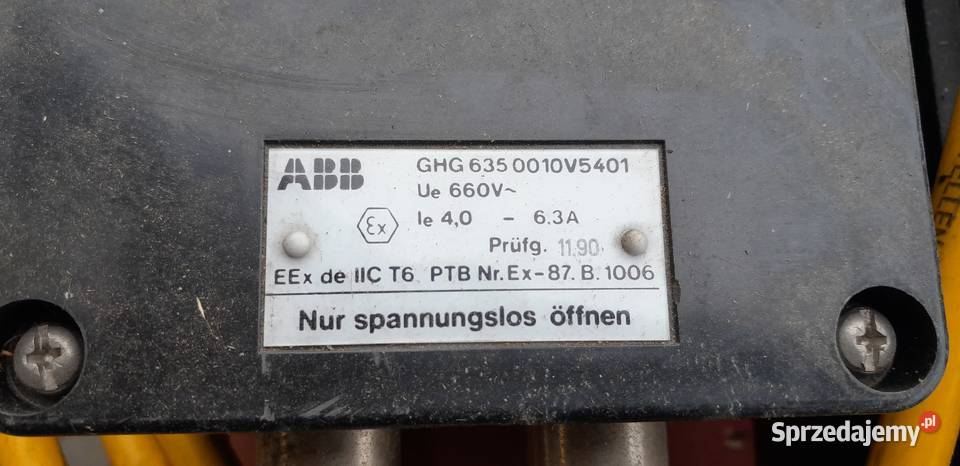 ABB
GHG 635 0010V5401
Ue 660V~
Ex Ie 4,0 - 6.3A
Prüfg. 11.90
EEx de IIC T6 PTB Nr. Ex-87. B. 1006
Nur spannungslos öffnen
Sprzedajemy.pl